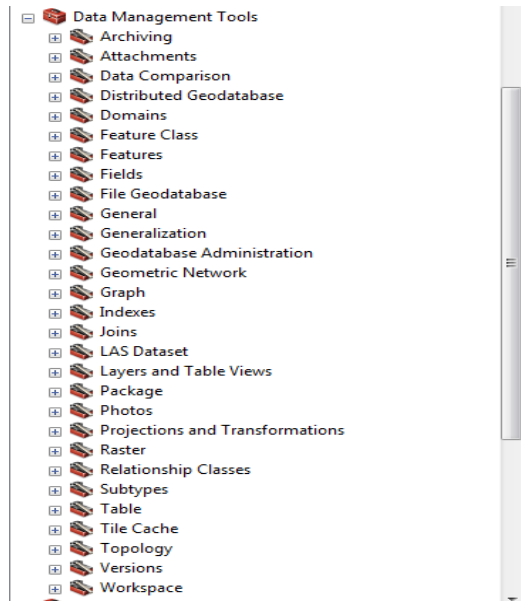 Data Management Tools
Archiving
Attachments
Data Comparison
Distributed Geodatabase
Domains
Feature Class
Features
Fields
File Geodatabase
General
Generalization
Geodatabase Administration
Geometric Network
Graph
Indexes
Joins
LAS Dataset
Layers and Table Views
Package
Photos
Projections and Transformations
Raster
Relationship Classes
Subtypes
Table
Tile Cache
Topology
Versions
Workspace